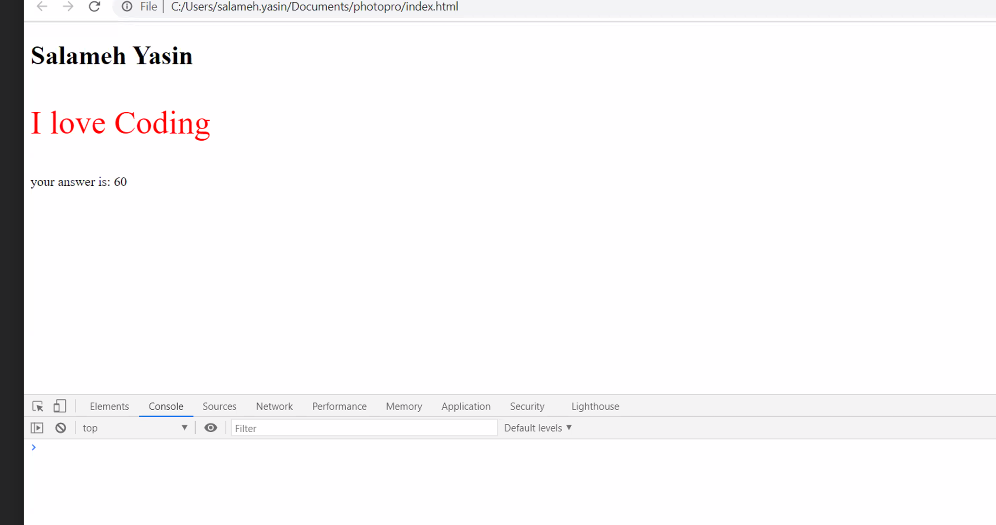 File | C:/Users/salameh.yasin/Documents/photopro/index.html
Salameh Yasin
I love Coding
your answer is: 60
Elements Console Sources Network Performance Memory Application Security Lighthouse
top Filter Default levels